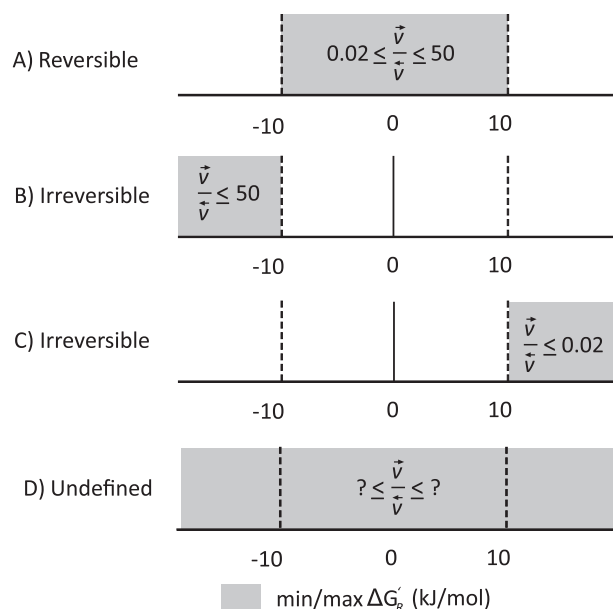 A) Reversible
0.02 ≤ v⃗ / v⃖ ≤ 50
-10 0 10
B) Irreversible
v⃗ / v⃖ ≤ 50
-10 0 10
C) Irreversible
v⃗ / v⃖ ≤ 0.02
-10 0 10
D) Undefined
? ≤ v⃗ / v⃖ ≤ ?
-10 0 10
min/max ΔG′R (kJ/mol)